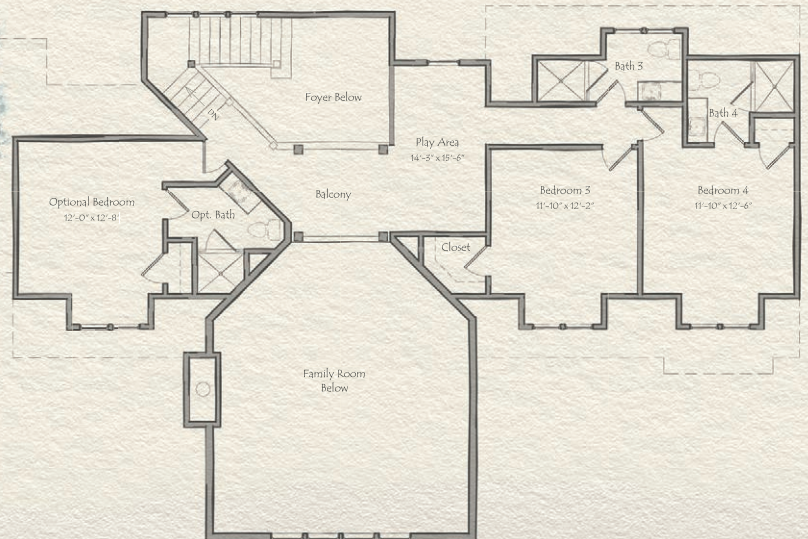 Foyer Below
Bath 3
Bath 4
DN
Play Area
14'-3" x 15'-6"
Optional Bedroom
12'-0" x 12'-8"
Opt. Bath
Balcony
Bedroom 3
11'-10" x 12'-2"
Bedroom 4
11'-10" x 12'-6"
Closet
Family Room
Below